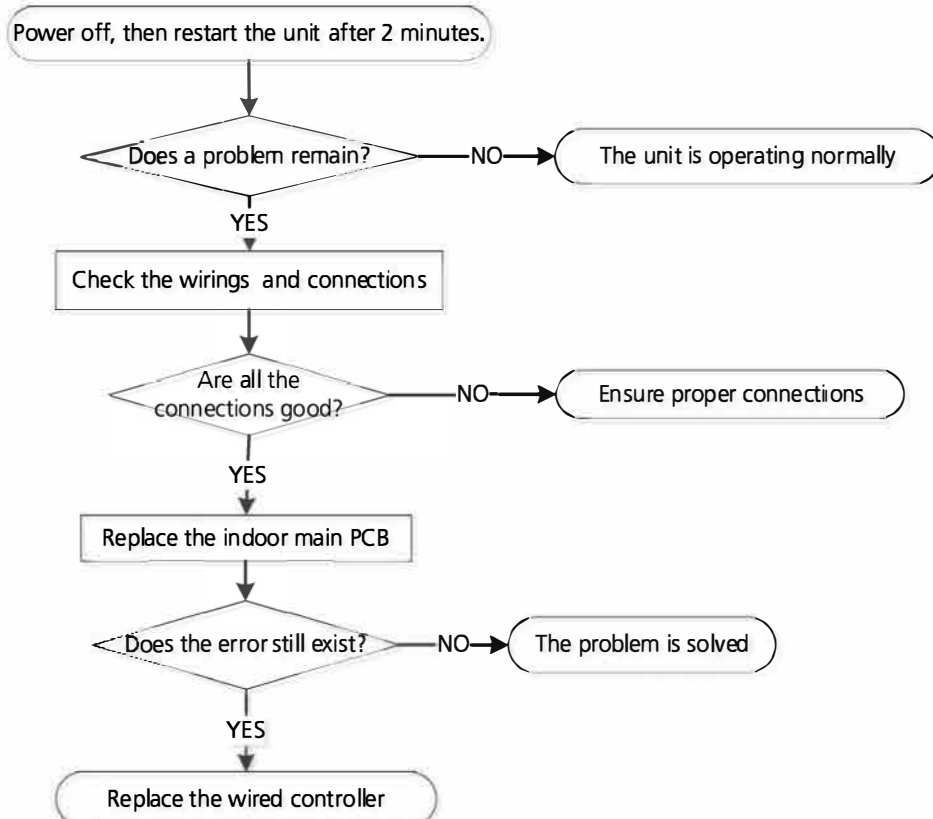 Power off, then restart the unit after 2 minutes.
Does a problem remain?
NO
The unit is operating normally
YES
Check the wirings and connections
Are all the
connections good?
NO
Ensure proper connections
YES
Replace the indoor main PCB
Does the error still exist?
NO
The problem is solved
YES
Replace the wired controller